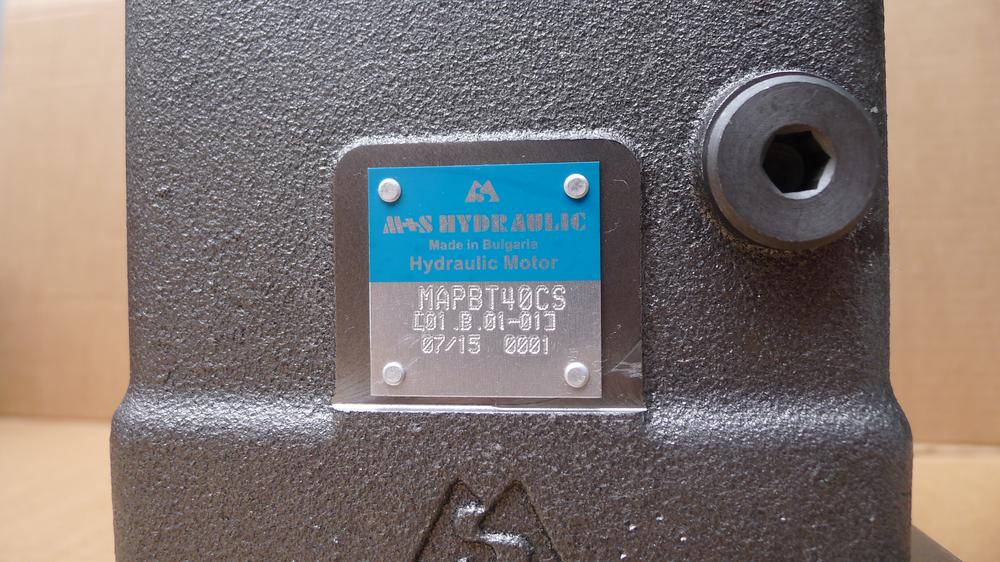 M+S HYDRAULIC
Made in Bulgaria
Hydraulic Motor
MAPBT40CS
[01.B.01-01]
07/15 0001